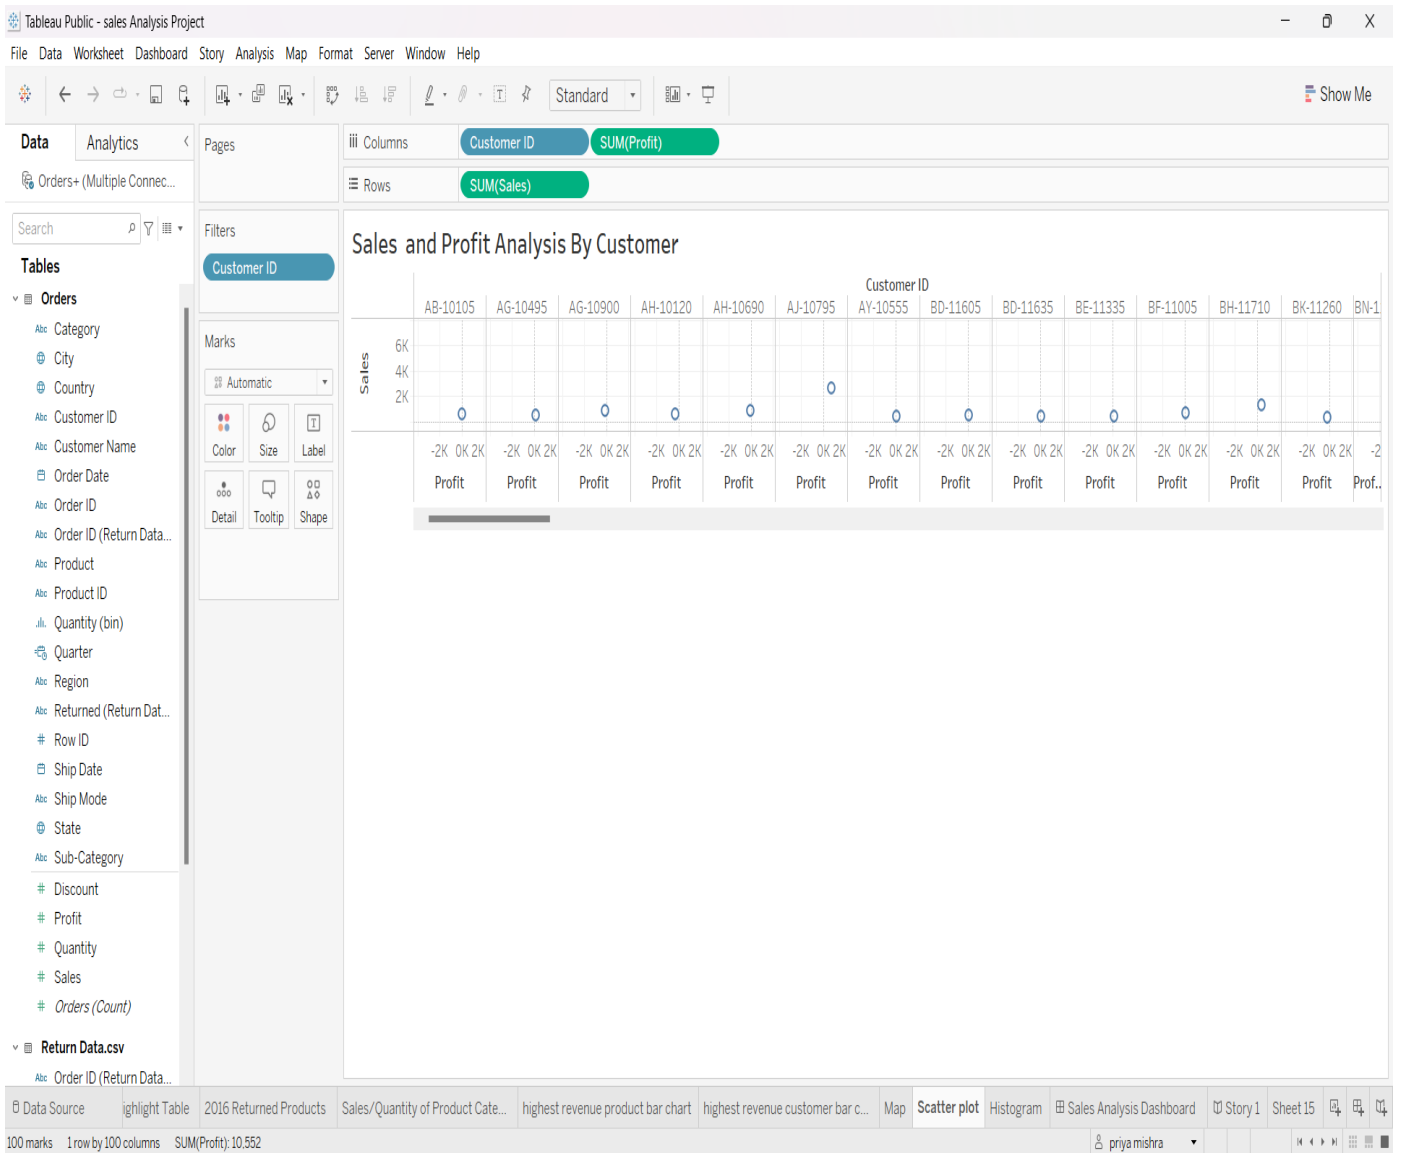 Tableau Public - sales Analysis Project
File Data Worksheet Dashboard Story Analysis Map Format Server Window Help
Standard
Show Me
Data Analytics
Orders+ (Multiple Connec...
Search
Tables
Orders
Abc Category
City
Country
Abc Customer ID
Abc Customer Name
Order Date
Abc Order ID
Abc Order ID (Return Data...
Abc Product
Abc Product ID
Quantity (bin)
Quarter
Abc Region
Abc Returned (Return Dat...
# Row ID
Ship Date
Abc Ship Mode
State
Abc Sub-Category
# Discount
# Profit
# Quantity
# Sales
# Orders (Count)
Return Data.csv
Abc Order ID (Return Data...
Pages
Filters
Customer ID
Marks
Automatic
Color Size Label
Detail Tooltip Shape
Columns Customer ID SUM(Profit)
Rows SUM(Sales)
Sales and Profit Analysis By Customer
Customer ID
AB-10105 AG-10495 AG-10900 AH-10120 AH-10690 AJ-10795 AY-10555 BD-11605 BD-11635 BE-11335 BF-11005 BH-11710 BK-11260 BN-1
Sales
6K
4K
2K
-2K 0K 2K -2K 0K 2K -2K 0K 2K -2K 0K 2K -2K 0K 2K -2K 0K 2K -2K 0K 2K -2K 0K 2K -2K 0K 2K -2K 0K 2K -2K 0K 2K -2K 0K 2K -2K 0K 2K -2
Profit Profit Profit Profit Profit Profit Profit Profit Profit Profit Profit Profit Profit Prof..
Data Source ighlight Table 2016 Returned Products Sales/Quantity of Product Cate... highest revenue product bar chart highest revenue customer bar c... Map Scatter plot Histogram Sales Analysis Dashboard Story 1 Sheet 15
100 marks 1 row by 100 columns SUM(Profit): 10,552 priya mishra